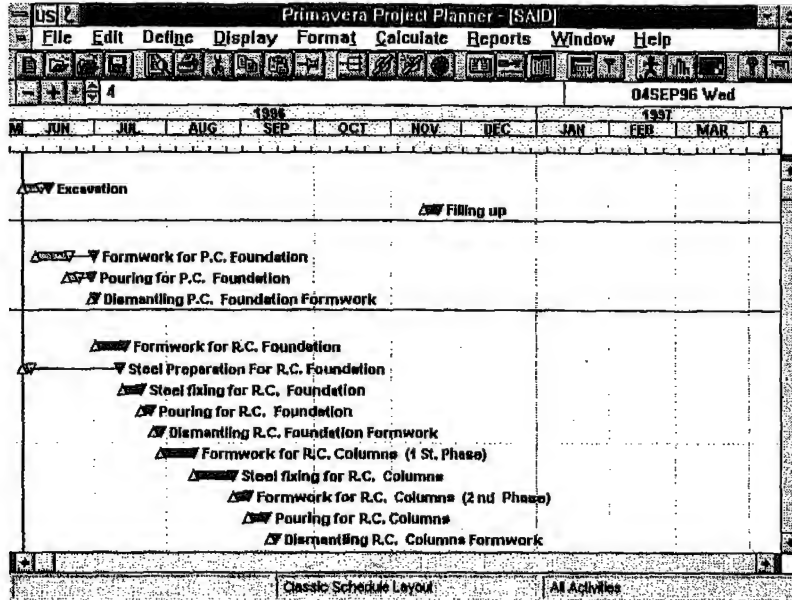 Primavera Project Planner - [SAID]
File Edit Define Display Format Calculate Reports Window Help
4 04SEP96 Wed
1996 1997
M JUN JUL AUG SEP OCT NOV DEC JAN FEB MAR A
Excavation
Filling up
Formwork for P.C. Foundation
Pouring for P.C. Foundation
Dismantling P.C. Foundation Formwork
Formwork for R.C. Foundation
Steel Preparation For R.C. Foundation
Steel fixing for R.C. Foundation
Pouring for R.C. Foundation
Dismantling R.C. Foundation Formwork
Formwork for R.C. Columns (1 St. Phase)
Steel fixing for R.C. Columns
Formwork for R.C. Columns (2 nd Phase)
Pouring for R.C. Columns
Dismantling R.C. Columns Formwork
Classic Schedule Layout All Activities